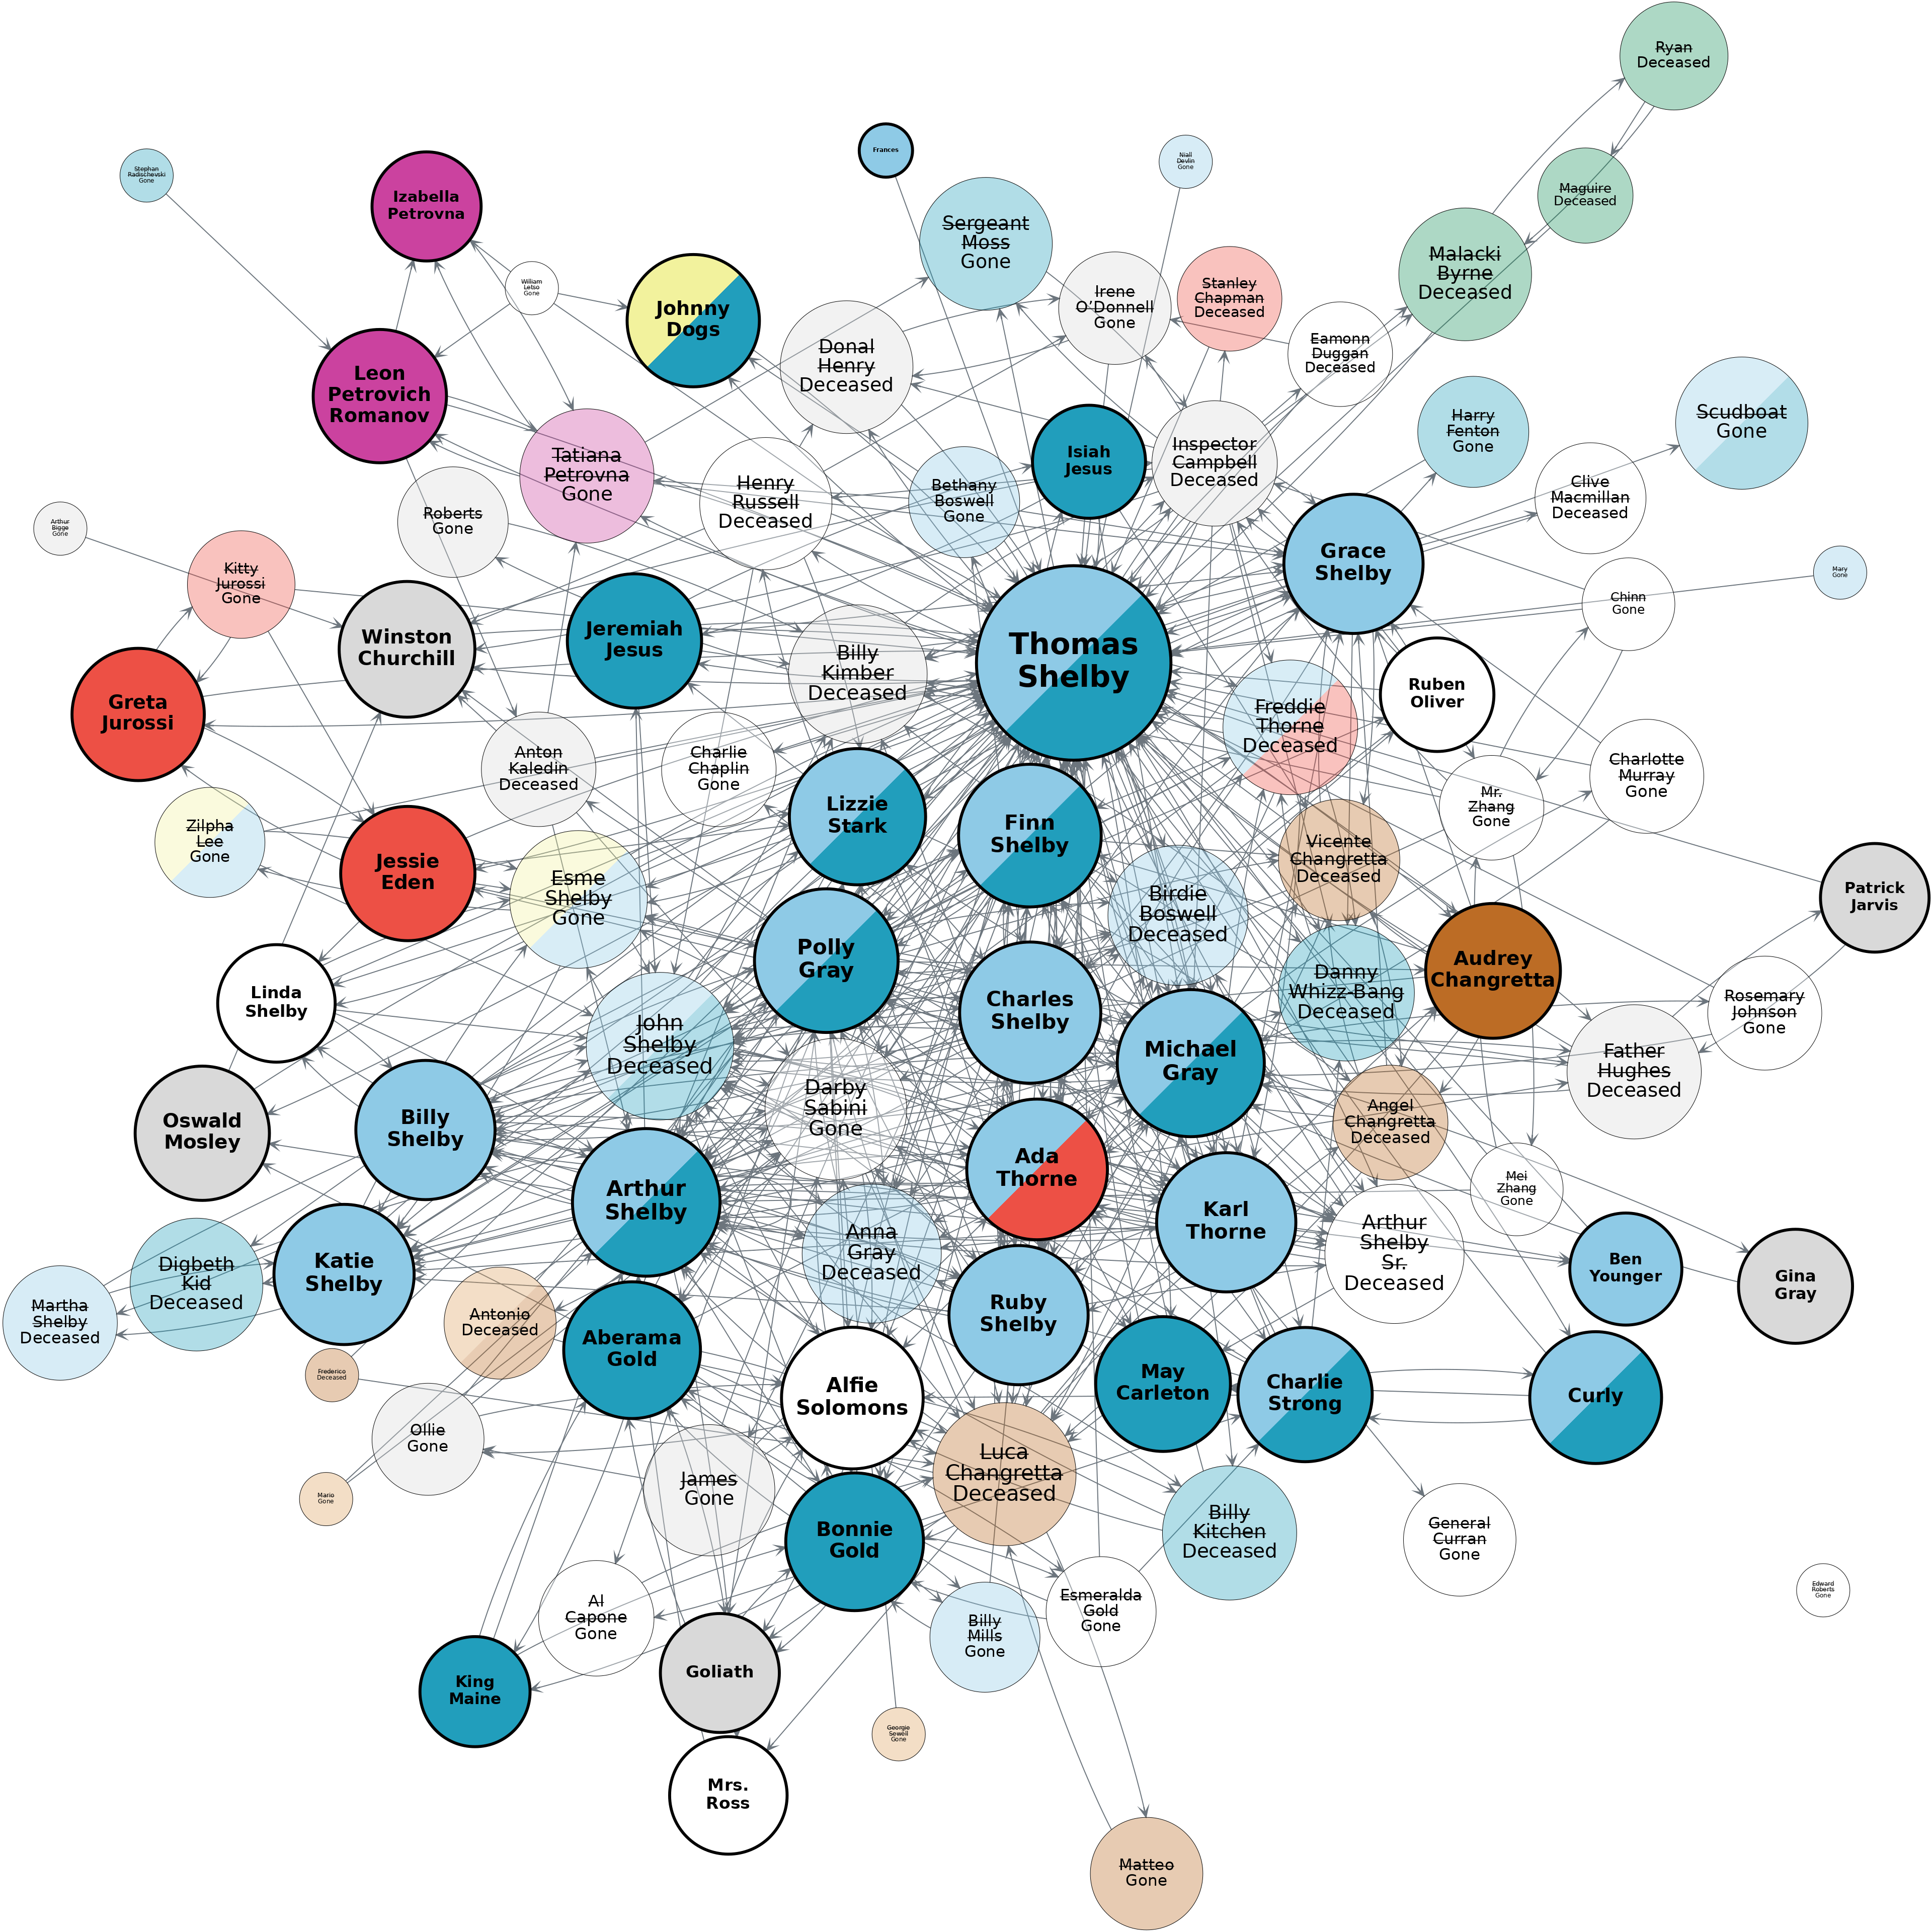 Ryan
Deceased
Frances
Niall
Devlin
Gone
Stephan
Radischevski
Gone
Maguire
Deceased
Izabella
Petrovna
Sergeant
Moss
Gone
Malacki
Byrne
Deceased
William
Letso
Gone
Irene
O'Donnell
Gone
Stanley
Chapman
Deceased
Johnny
Dogs
Eamonn
Duggan
Deceased
Donal
Henry
Deceased
Leon
Petrovich
Romanov
Scudboat
Gone
Harry
Fenton
Gone
Isiah
Jesus
Inspector
Campbell
Deceased
Tatiana
Petrovna
Gone
Henry
Russell
Deceased
Bethany
Boswell
Gone
Clive
Macmillan
Deceased
Roberts
Gone
Arthur
Bigge
Gone
Grace
Shelby
Mary
Gone
Kitty
Jurossi
Gone
Chinn
Gone
Jeremiah
Jesus
Winston
Churchill
Thomas
Shelby
Billy
Kimber
Deceased
Ruben
Oliver
Greta
Jurossi
Freddie
Thorne
Deceased
Anton
Kaledin
Deceased
Charlie
Chaplin
Gone
Charlotte
Murray
Gone
Mr.
Zhang
Gone
Lizzie
Stark
Finn
Shelby
Zilpha
Lee
Gone
Vicente
Changretta
Deceased
Jessie
Eden
Esme
Shelby
Gone
Patrick
Jarvis
Birdie
Boswell
Deceased
Polly
Gray
Audrey
Changretta
Danny
Whizz-Bang
Deceased
Linda
Shelby
Charles
Shelby
Rosemary
Johnson
Gone
John
Shelby
Deceased
Michael
Gray
Father
Hughes
Deceased
Darby
Sabini
Gone
Angel
Changretta
Deceased
Oswald
Mosley
Billy
Shelby
Ada
Thorne
Mei
Zhang
Gone
Arthur
Shelby
Karl
Thorne
Anna
Gray
Deceased
Arthur
Shelby
Sr.
Deceased
Ben
Younger
Katie
Shelby
Digbeth
Kid
Deceased
Gina
Gray
Ruby
Shelby
Martha
Shelby
Deceased
Antonio
Deceased
Aberama
Gold
Frederico
Deceased
May
Carleton
Charlie
Strong
Curly
Alfie
Solomons
Ollie
Gone
Luca
Changretta
Deceased
James
Gone
Mario
Gone
Billy
Kitchen
Deceased
General
Curran
Gone
Bonnie
Gold
Edward
Roberts
Gone
Esmeralda
Gold
Gone
Al
Capone
Gone
Billy
Mills
Gone
Goliath
King
Maine
Georgie
Sewell
Gone
Mrs.
Ross
Matteo
Gone